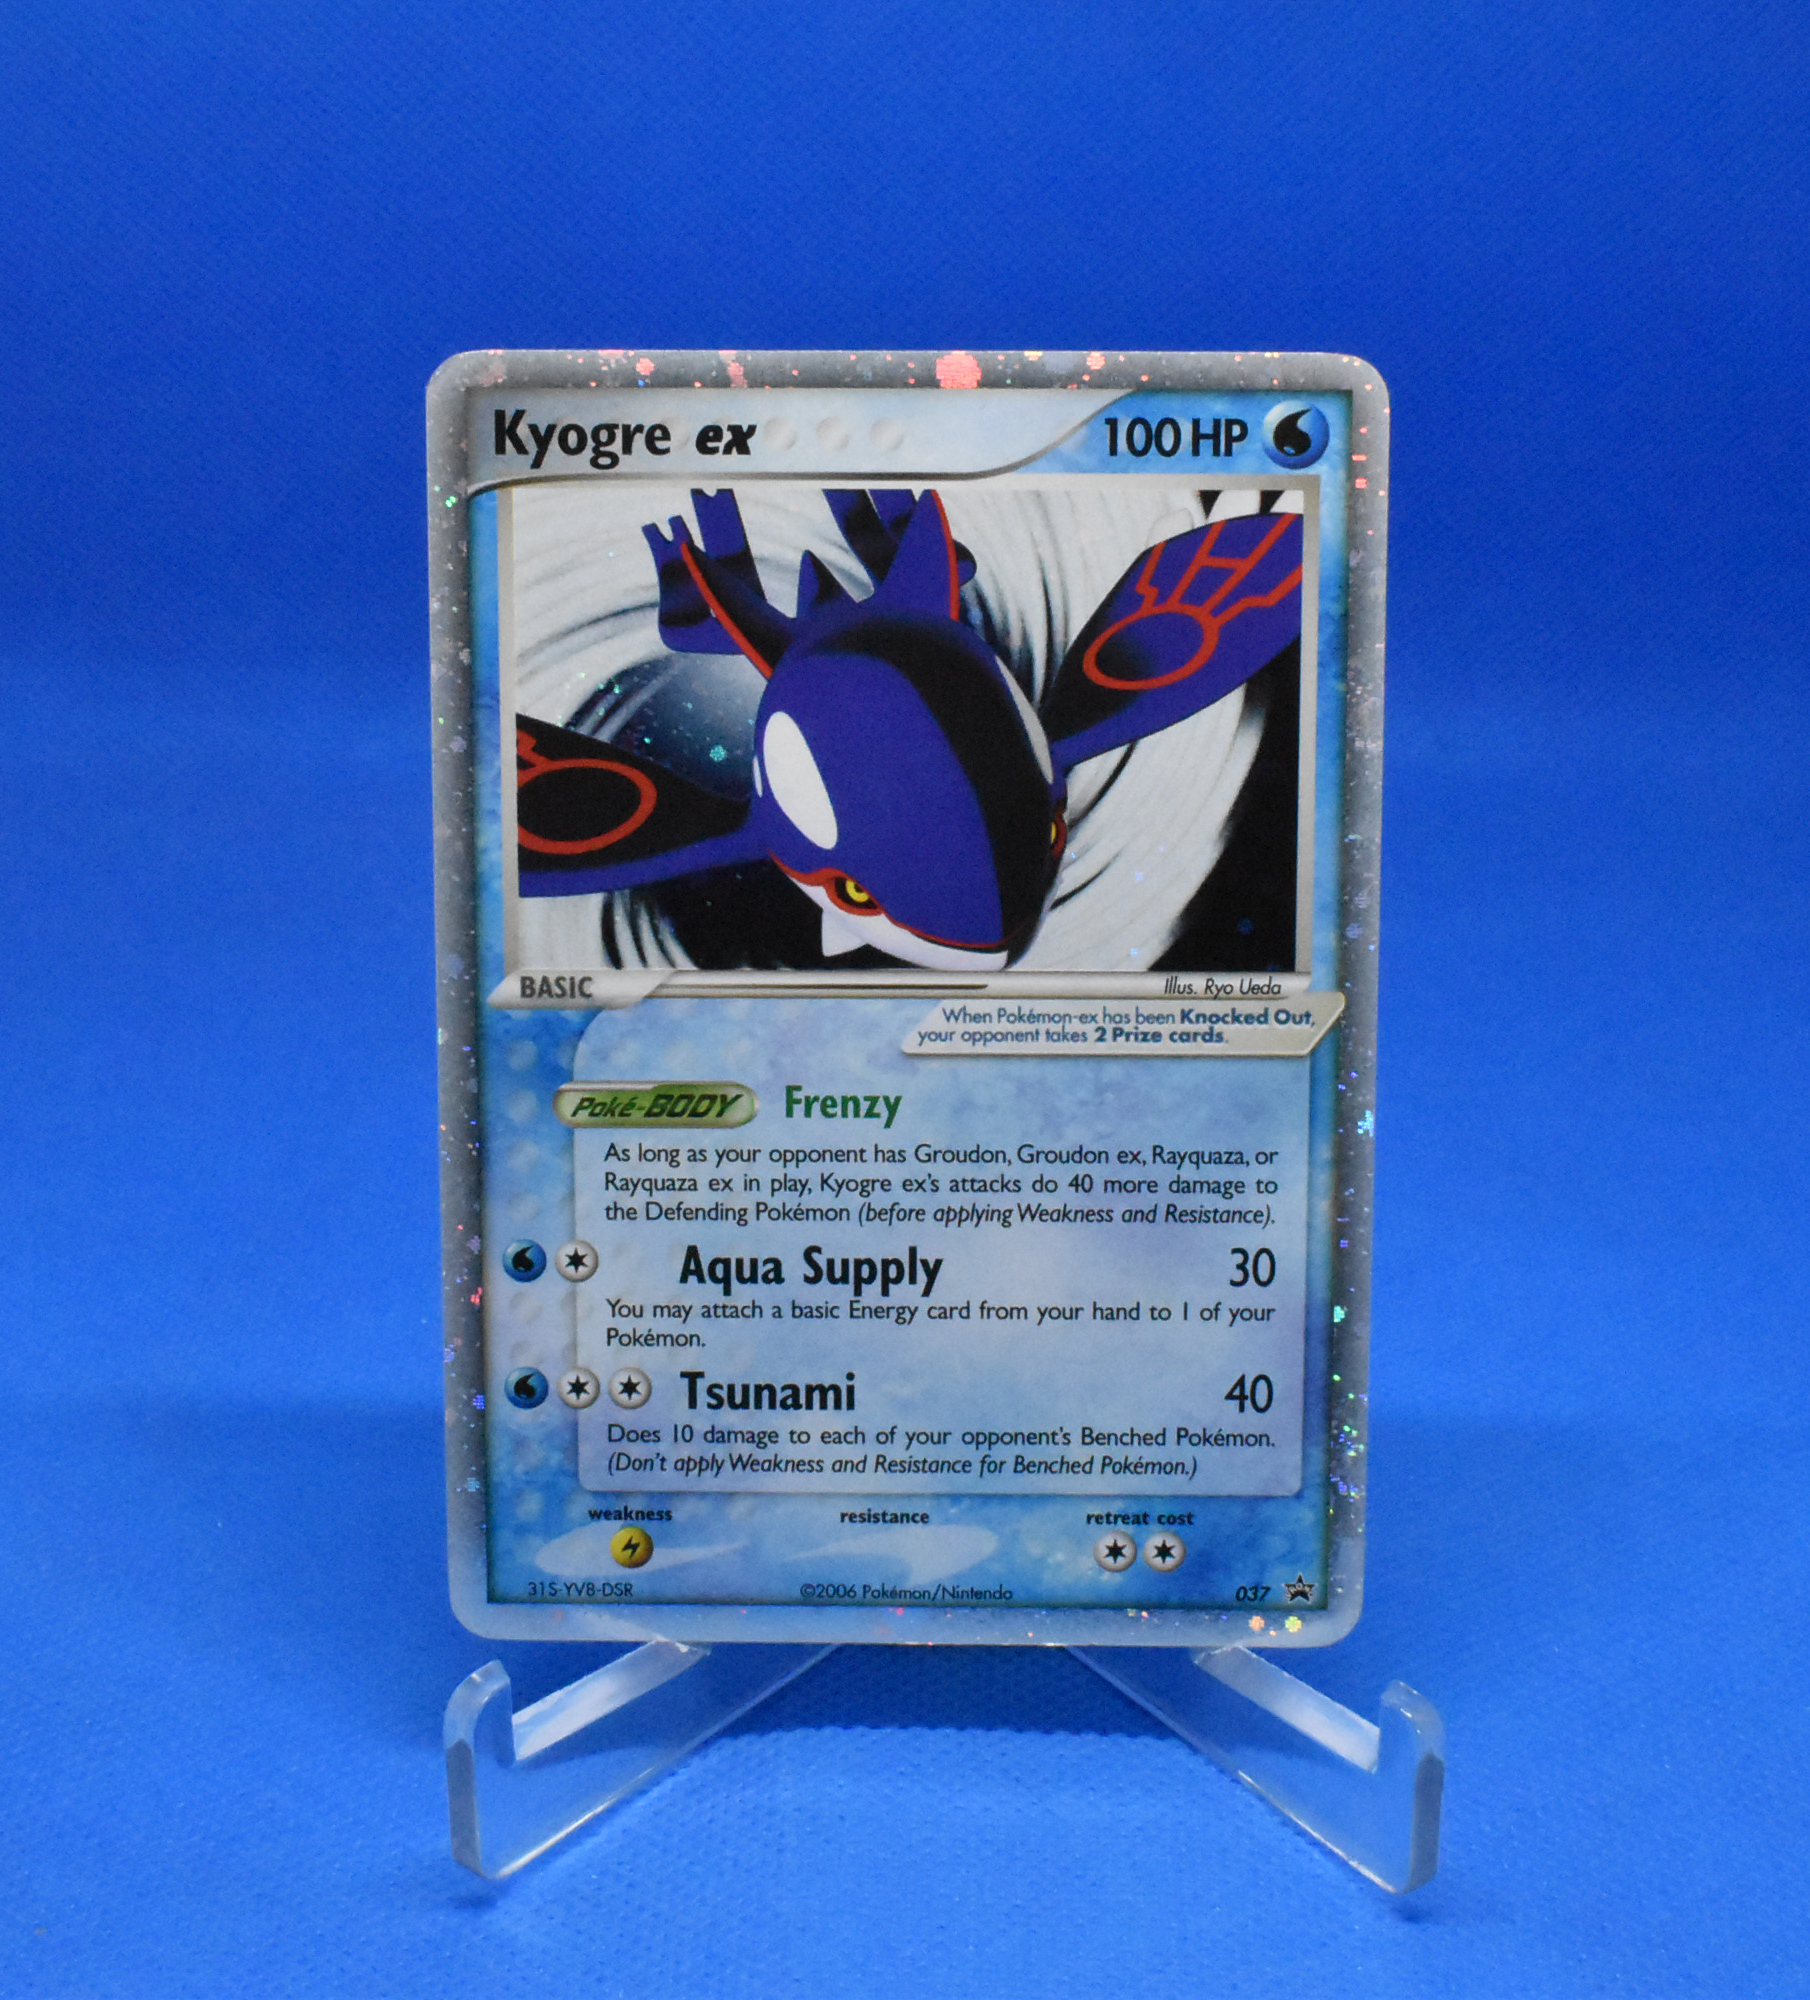 Kyogre ex 100 HP
BASIC
Illus. Ryo Ueda
When Pokémon-ex has been Knocked Out,
your opponent takes 2 Prize cards.
Poké-BODY Frenzy
As long as your opponent has Groudon, Groudon ex, Rayquaza, or
Rayquaza ex in play, Kyogre ex's attacks do 40 more damage to
the Defending Pokémon (before applying Weakness and Resistance).
Aqua Supply 30
You may attach a basic Energy card from your hand to 1 of your
Pokémon.
Tsunami 40
Does 10 damage to each of your opponent's Benched Pokémon.
(Don't apply Weakness and Resistance for Benched Pokémon.)
weakness resistance retreat cost
31S-YV8-DSR ©2006 Pokémon/Nintendo 037